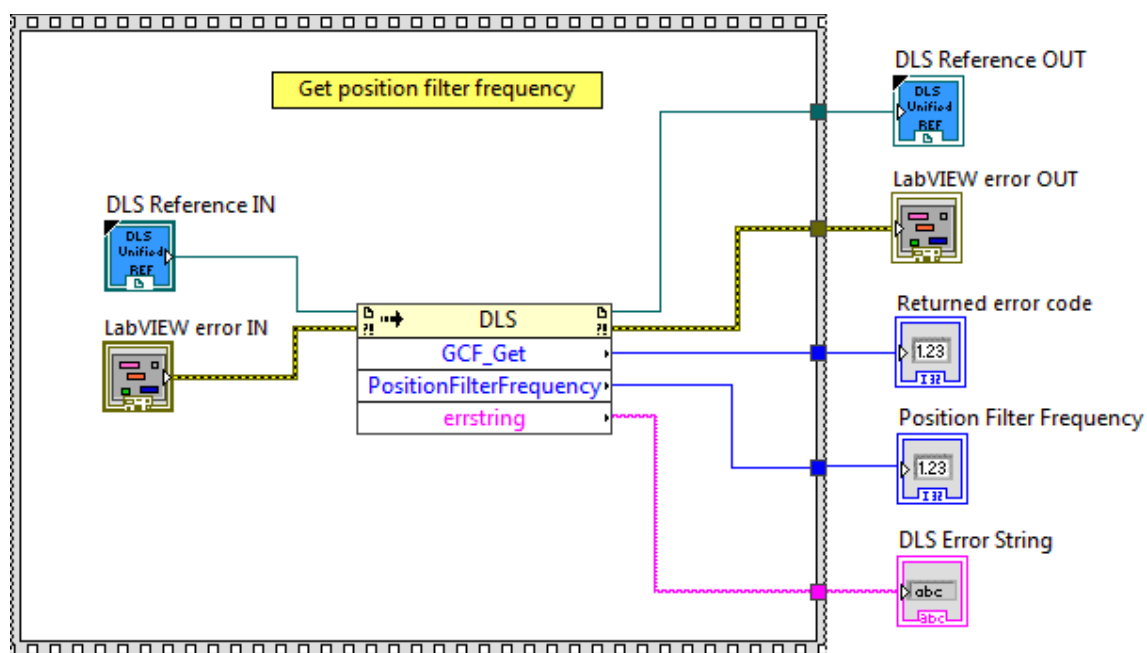 Get position filter frequency
DLS Reference OUT
DLS
Unified
REF
LabVIEW error OUT
DLS Reference IN
DLS
Unified
REF
LabVIEW error IN
?!
DLS
?!
GCF_Get
PositionFilterFrequency
errstring
Returned error code
1.23
I32
Position Filter Frequency
1.23
I32
DLS Error String
abc
abc